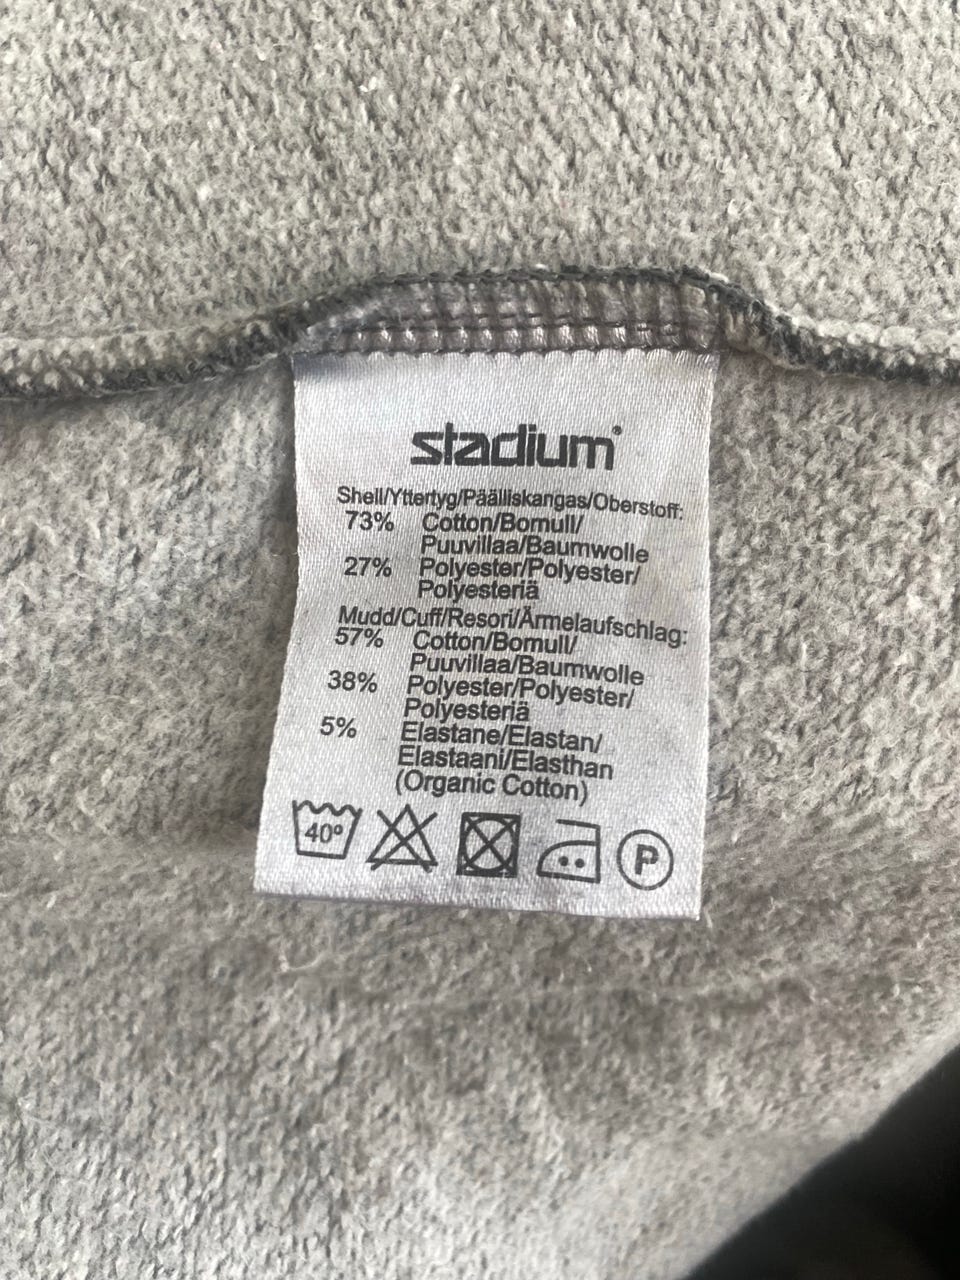 stadium®
Shell/Yttertyg/Päälliskangas/Oberstoff:
73% Cotton/Bomull/
Puuvillaa/Baumwolle
27% Polyester/Polyester/
Polyesteriä
Mudd/Cuff/Resori/Ärmelaufschlag:
57% Cotton/Bomull/
Puuvillaa/Baumwolle
38% Polyester/Polyester/
Polyesteriä
5% Elastane/Elastan/
Elastaani/Elasthan
(Organic Cotton)
40° P